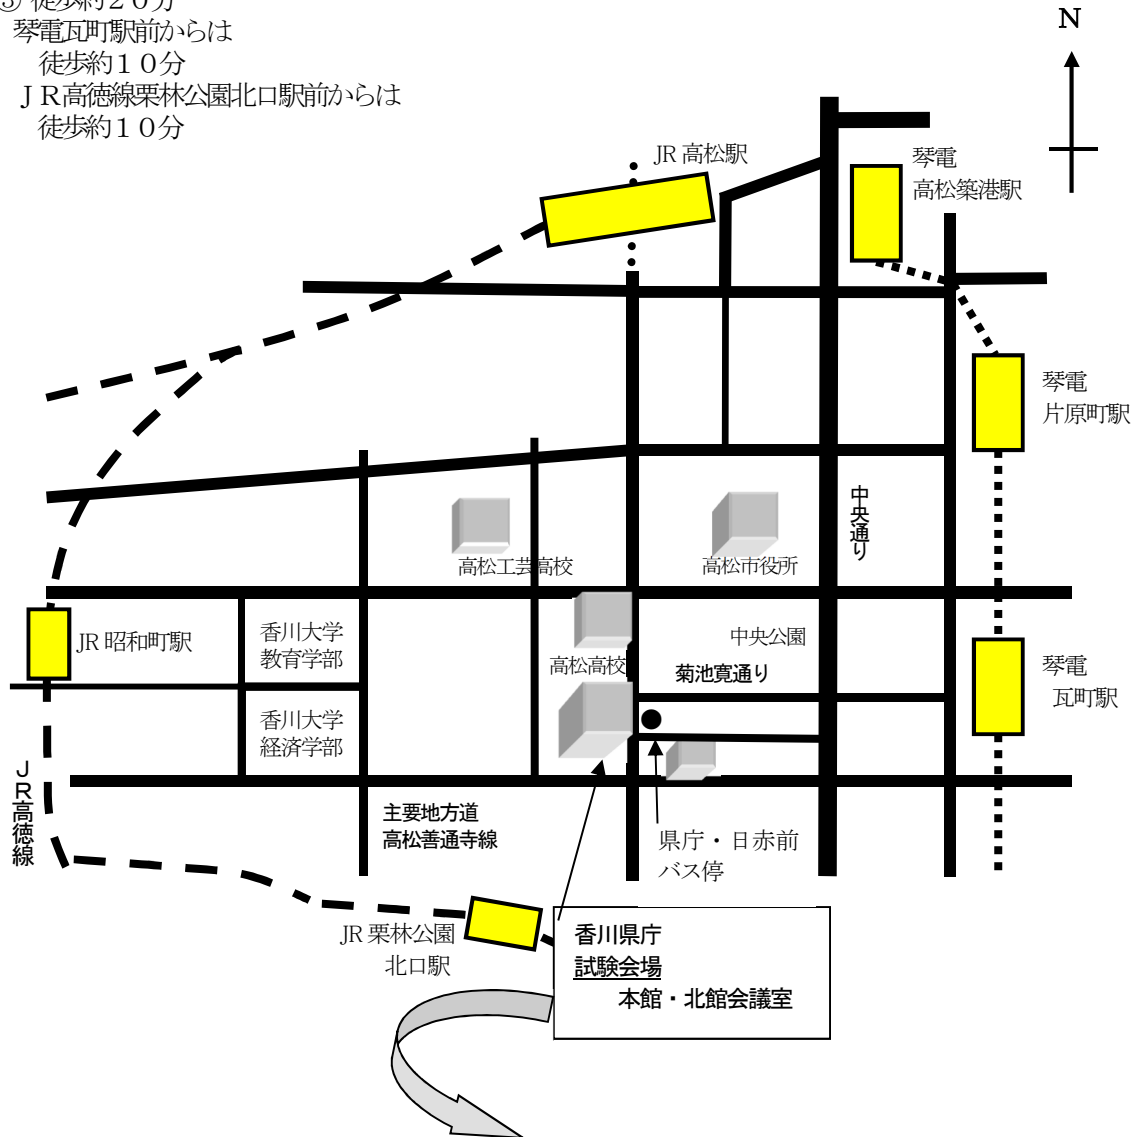 ③ 徒歩約２０分
琴電瓦町駅前からは
徒歩約１０分
ＪＲ高徳線栗林公園北口駅前からは
徒歩約１０分
N
JR 高松駅
琴電
高松築港駅
琴電
片原町駅
中央通り
高松工芸高校
高松市役所
JR 昭和町駅
香川大学
教育学部
高松高校
中央公園
菊池寛通り
琴電
瓦町駅
香川大学
経済学部
ＪＲ高徳線
主要地方道
高松善通寺線
県庁・日赤前
バス停
JR 栗林公園
北口駅
香川県庁
試験会場
本館・北館会議室